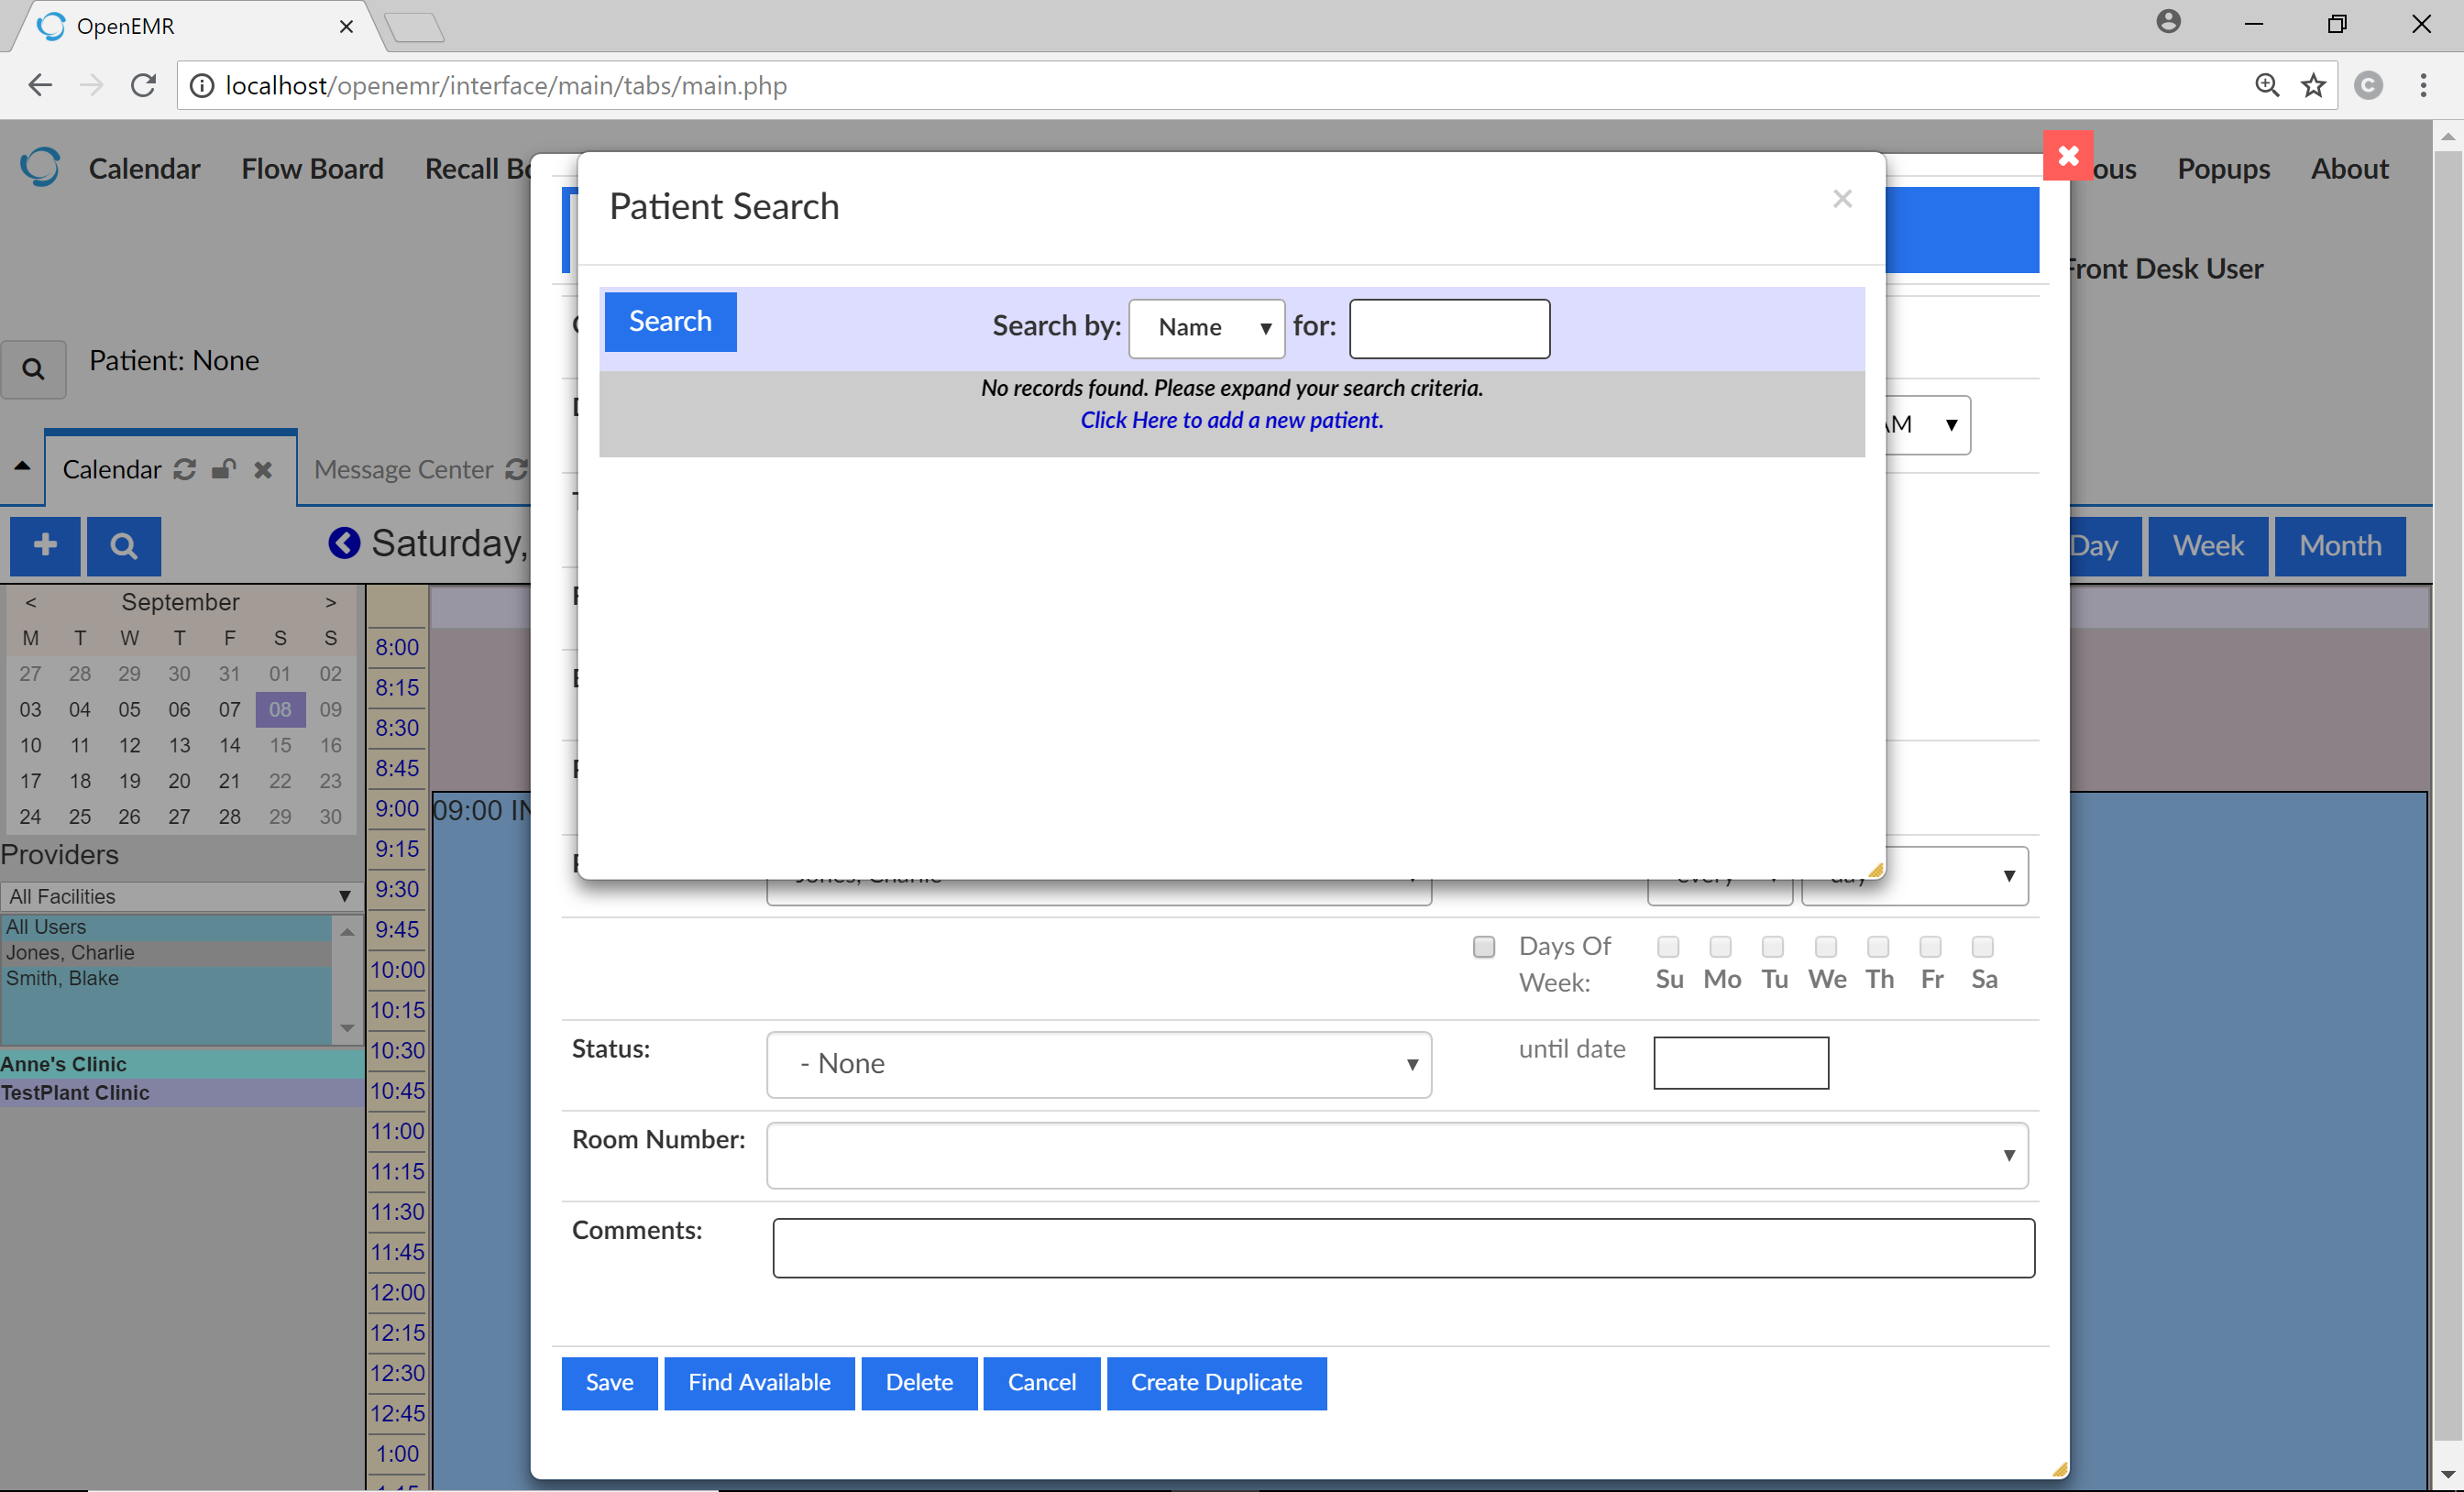 OpenEMR
localhost/openemr/interface/main/tabs/main.php
Calendar Flow Board Recall
Popups About
Front Desk User
Patient: None
Calendar Message Center
Saturday,
Day Week Month
Patient Search
Search Search by: Name for:
No records found. Please expand your search criteria.
Click Here to add a new patient.
< September >
M T W T F S S
27 28 29 30 31 01 02
03 04 05 06 07 08 09
10 11 12 13 14 15 16
17 18 19 20 21 22 23
24 25 26 27 28 29 30
Providers
All Facilities
All Users
Jones, Charlie
Smith, Blake
Anne's Clinic
TestPlant Clinic
8:00
8:15
8:30
8:45
9:00 09:00
9:15
9:30
9:45
10:00
10:15
10:30
10:45
11:00
11:15
11:30
11:45
12:00
12:15
12:30
12:45
1:00
Jones, Charlie every day
Days Of
Week:
Su Mo Tu We Th Fr Sa
Status: - None until date
Room Number:
Comments:
Save Find Available Delete Cancel Create Duplicate